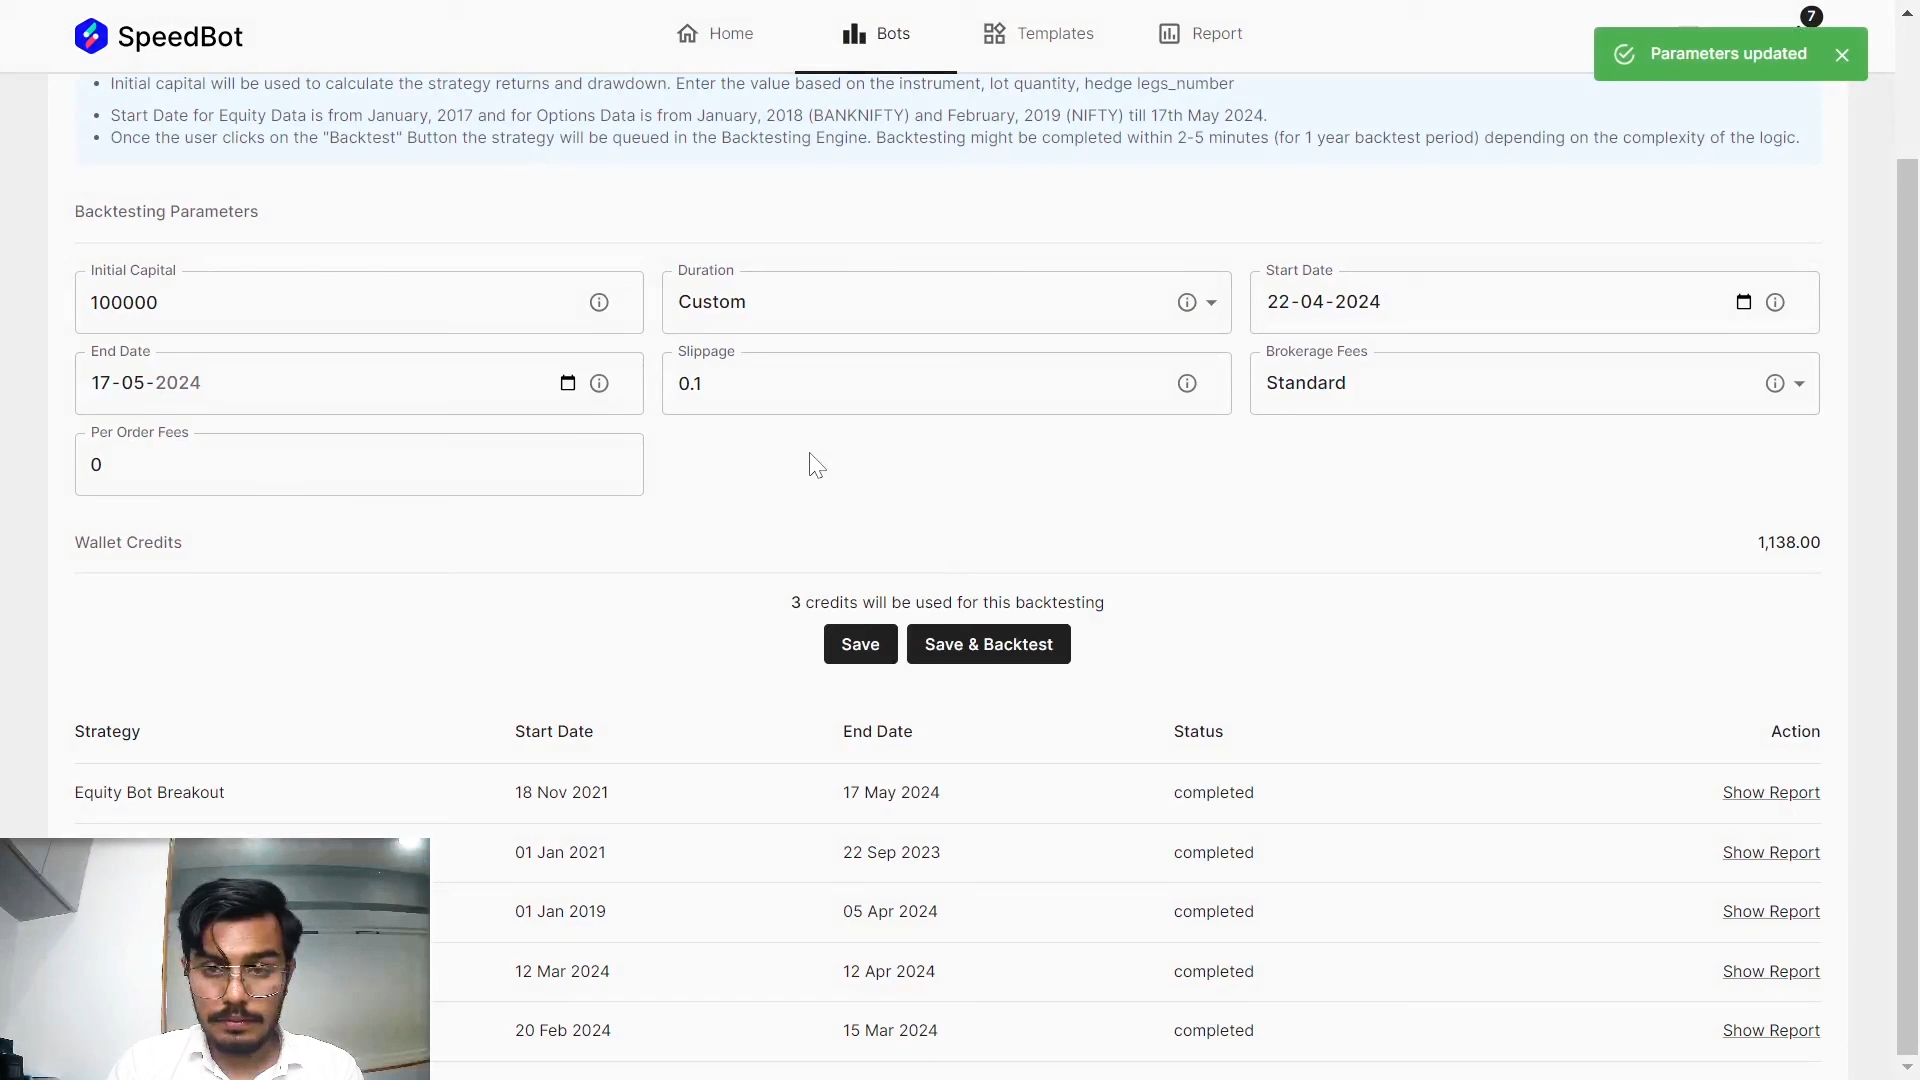 SpeedBot
Home
Bots
Templates
Report
7
Parameters updated
Initial capital will be used to calculate the strategy returns and drawdown. Enter the value based on the instrument, lot quantity, hedge legs_number
Start Date for Equity Data is from January, 2017 and for Options Data is from January, 2018 (BANKNIFTY) and February, 2019 (NIFTY) till 17th May 2024.
Once the user clicks on the "Backtest" Button the strategy will be queued in the Backtesting Engine. Backtesting might be completed within 2-5 minutes (for 1 year backtest period) depending on the complexity of the logic.
Backtesting Parameters
Initial Capital
100000
Duration
Custom
Start Date
22-04-2024
End Date
17-05-2024
Slippage
0.1
Brokerage Fees
Standard
Per Order Fees
0
Wallet Credits
1,138.00
3 credits will be used for this backtesting
Save
Save & Backtest
Strategy
Start Date
End Date
Status
Action
Equity Bot Breakout
18 Nov 2021
17 May 2024
completed
Show Report
01 Jan 2021
22 Sep 2023
completed
Show Report
01 Jan 2019
05 Apr 2024
completed
Show Report
12 Mar 2024
12 Apr 2024
completed
Show Report
20 Feb 2024
15 Mar 2024
completed
Show Report